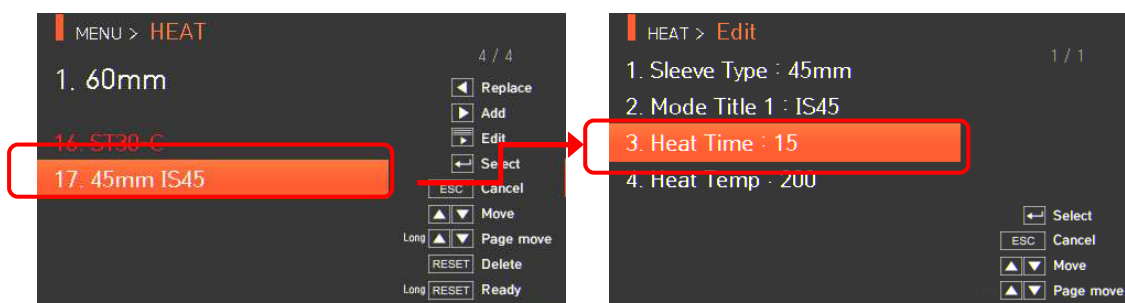 MENU > HEAT
4 / 4
1. 60mm
16. ST30-C
17. 45mm IS45
Replace
Add
Edit
Select
ESC Cancel
Move
Long Page move
RESET Delete
Long RESET Ready
HEAT > Edit
1 / 1
1. Sleeve Type : 45mm
2. Mode Title 1 : IS45
3. Heat Time : 15
4. Heat Temp : 200
Select
ESC Cancel
Move
Page move